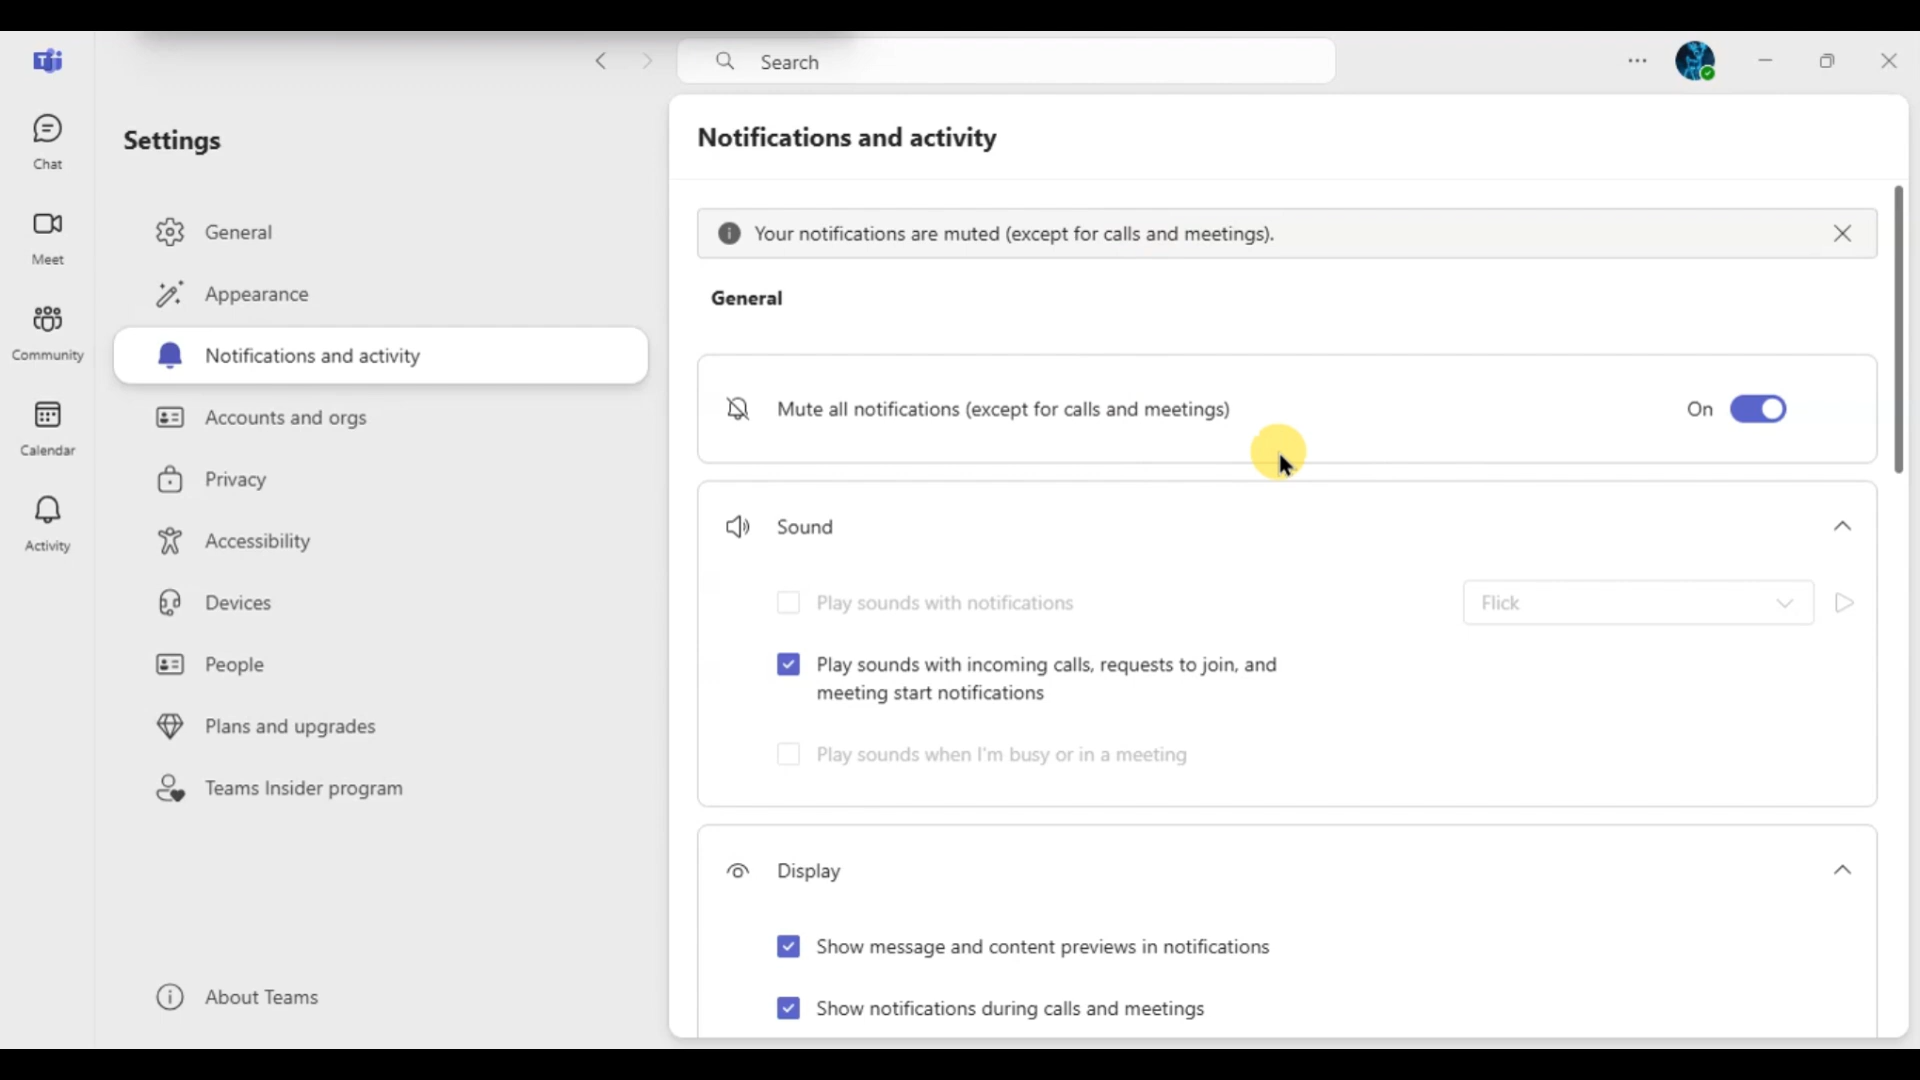 Search
Chat
Meet
Community
Calendar
Activity
Settings
General
Appearance
Notifications and activity
Accounts and orgs
Privacy
Accessibility
Devices
People
Plans and upgrades
Teams Insider program
About Teams
Notifications and activity
Your notifications are muted (except for calls and meetings).
General
Mute all notifications (except for calls and meetings)
On
Sound
Play sounds with notifications
Flick
Play sounds with incoming calls, requests to join, and
meeting start notifications
Play sounds when I'm busy or in a meeting
Display
Show message and content previews in notifications
Show notifications during calls and meetings